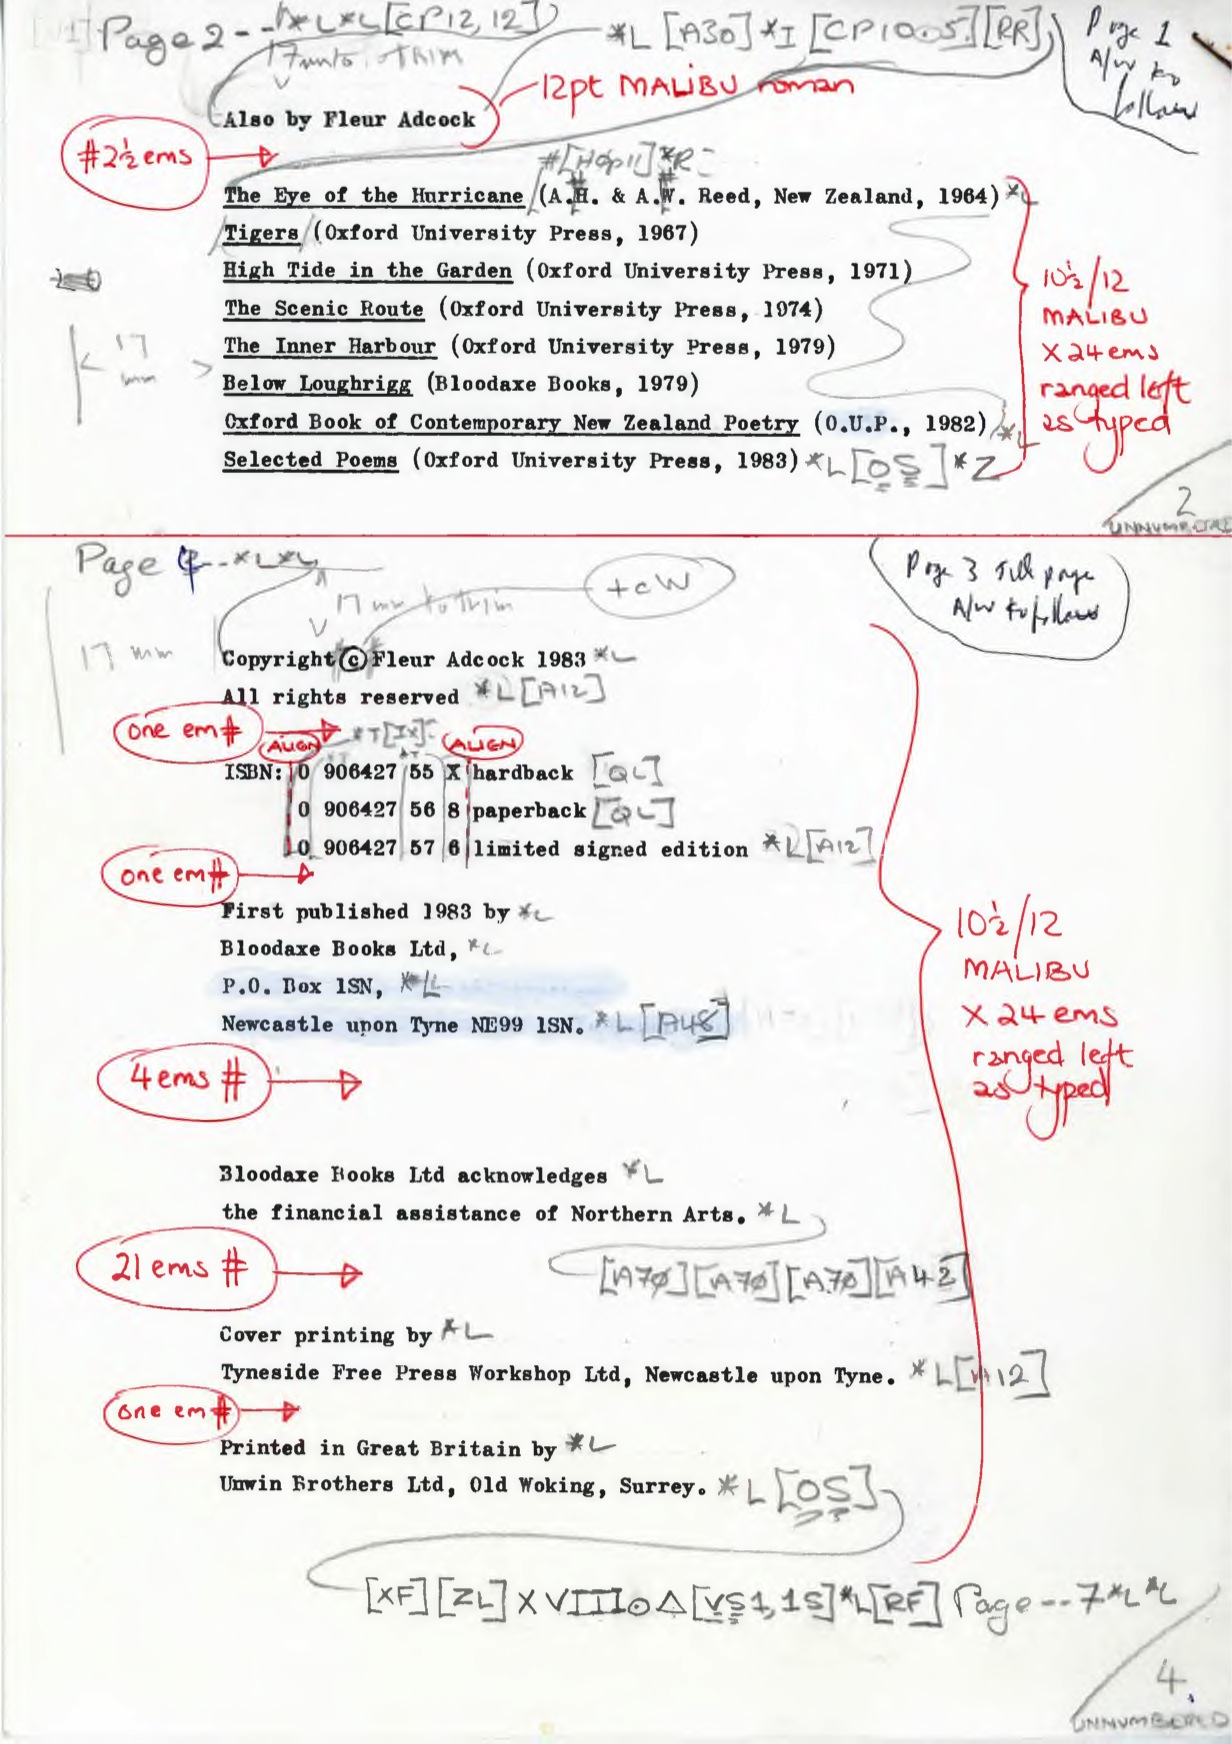 Page 2-- *L*L[CP12,12]
*L [A30] *I [CP10.5] [RR]
Page 1
A/W to
follow
17 mm to trim
12pt MALIBU roman
Also by Fleur Adcock
#2½ ems
*R
The Eye of the Hurricane (A.H. & A.W. Reed, New Zealand, 1964) *L
Tigers (Oxford University Press, 1967)
High Tide in the Garden (Oxford University Press, 1971)
The Scenic Route (Oxford University Press, 1974)
The Inner Harbour (Oxford University Press, 1979)
Below Loughrigg (Bloodaxe Books, 1979)
Oxford Book of Contemporary New Zealand Poetry (O.U.P., 1982) *L
Selected Poems (Oxford University Press, 1983) *L[OS] *Z
17
mm
10½/12
MALIBU
X 24 ems
ranged left
as typed
2
UNNUMBERED
Page 4--*L*L
17 mm to trim
+cW
Page 3 full page
A/W to follow
17 mm
Copyright © Fleur Adcock 1983 *L
All rights reserved *L[A12]
one em #
*T[IX]
ALIGN
ALIGN
ISBN: 0 906427 55 X hardback [QL]
0 906427 56 8 paperback [QL]
0 906427 57 6 limited signed edition *L[A12]
one em #
First published 1983 by *L
Bloodaxe Books Ltd, *L
P.O. Box 1SN, *L
Newcastle upon Tyne NE99 1SN. *L[A48]
10½/12
MALIBU
X 24 ems
ranged left
as typed
4 ems #
Bloodaxe Books Ltd acknowledges *L
the financial assistance of Northern Arts. *L
21 ems #
[A7Ø][A7Ø][A7Ø][A42]
Cover printing by *L
Tyneside Free Press Workshop Ltd, Newcastle upon Tyne. *L[A12]
one em #
Printed in Great Britain by *L
Unwin Brothers Ltd, Old Woking, Surrey. *L[OS]
[XF][ZL]XVIII⊙△[VS1,1S]*L[RF] Page--7*L*L
4
UNNUMBERED